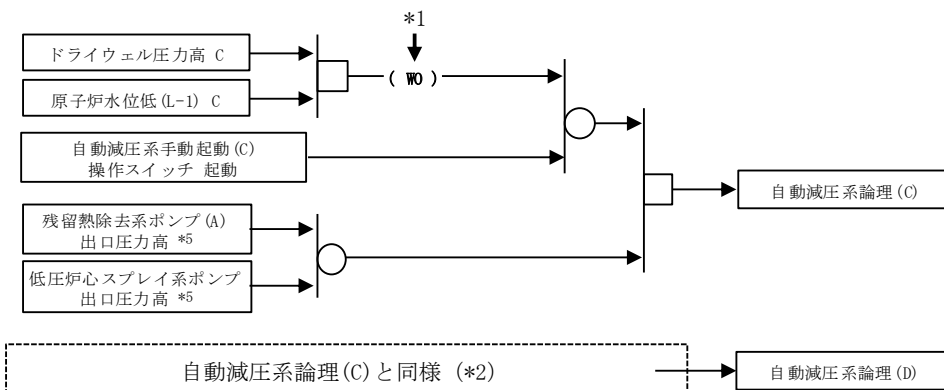 *1
ドライウェル圧力高 C
( WO )
原子炉水位低(L-1) C
自動減圧系手動起動(C)
操作スイッチ 起動
自動減圧系論理(C)
残留熱除去系ポンプ(A)
出口圧力高 *5
低圧炉心スプレイ系ポンプ
出口圧力高 *5
自動減圧系論理(C)と同様 (*2)
自動減圧系論理(D)